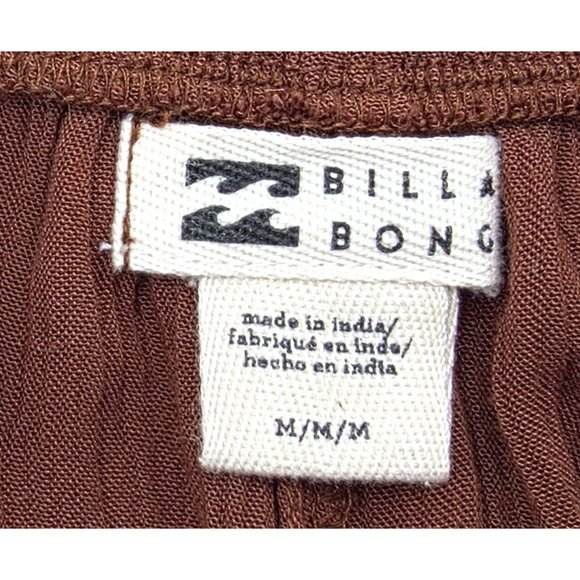 BILLA
BONG
made in india/
fabriqué en inde/
hecho en india
M/M/M